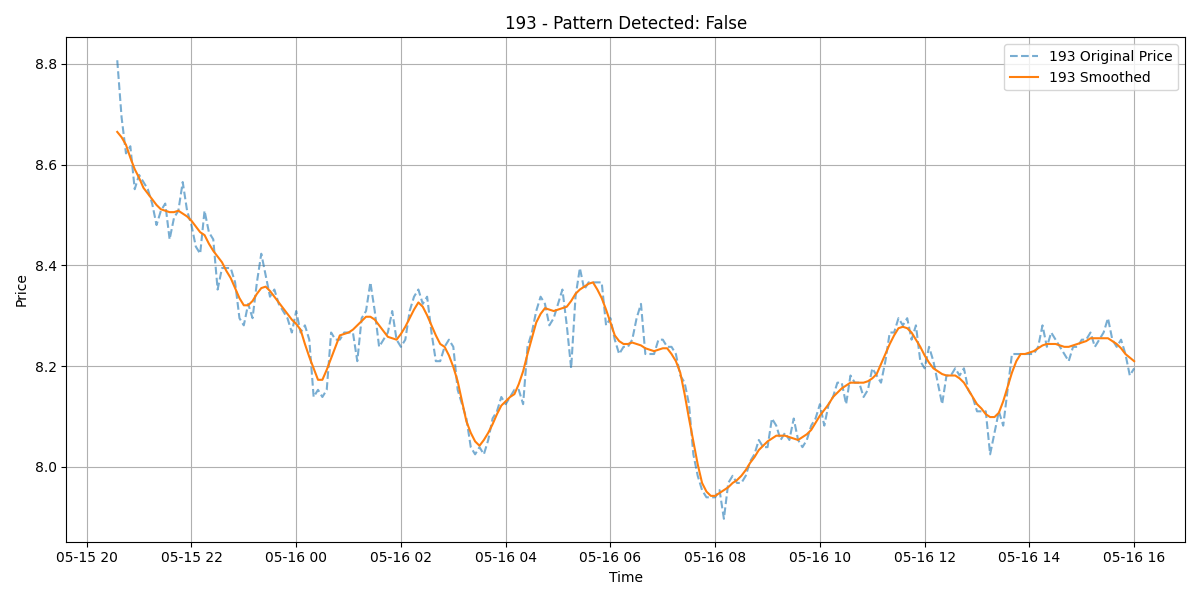 193 - Pattern Detected: False
193 Original Price
193 Smoothed
Price
8.8
8.6
8.4
8.2
8.0
05-15 20 05-15 22 05-16 00 05-16 02 05-16 04 05-16 06 05-16 08 05-16 10 05-16 12 05-16 14 05-16 16
Time